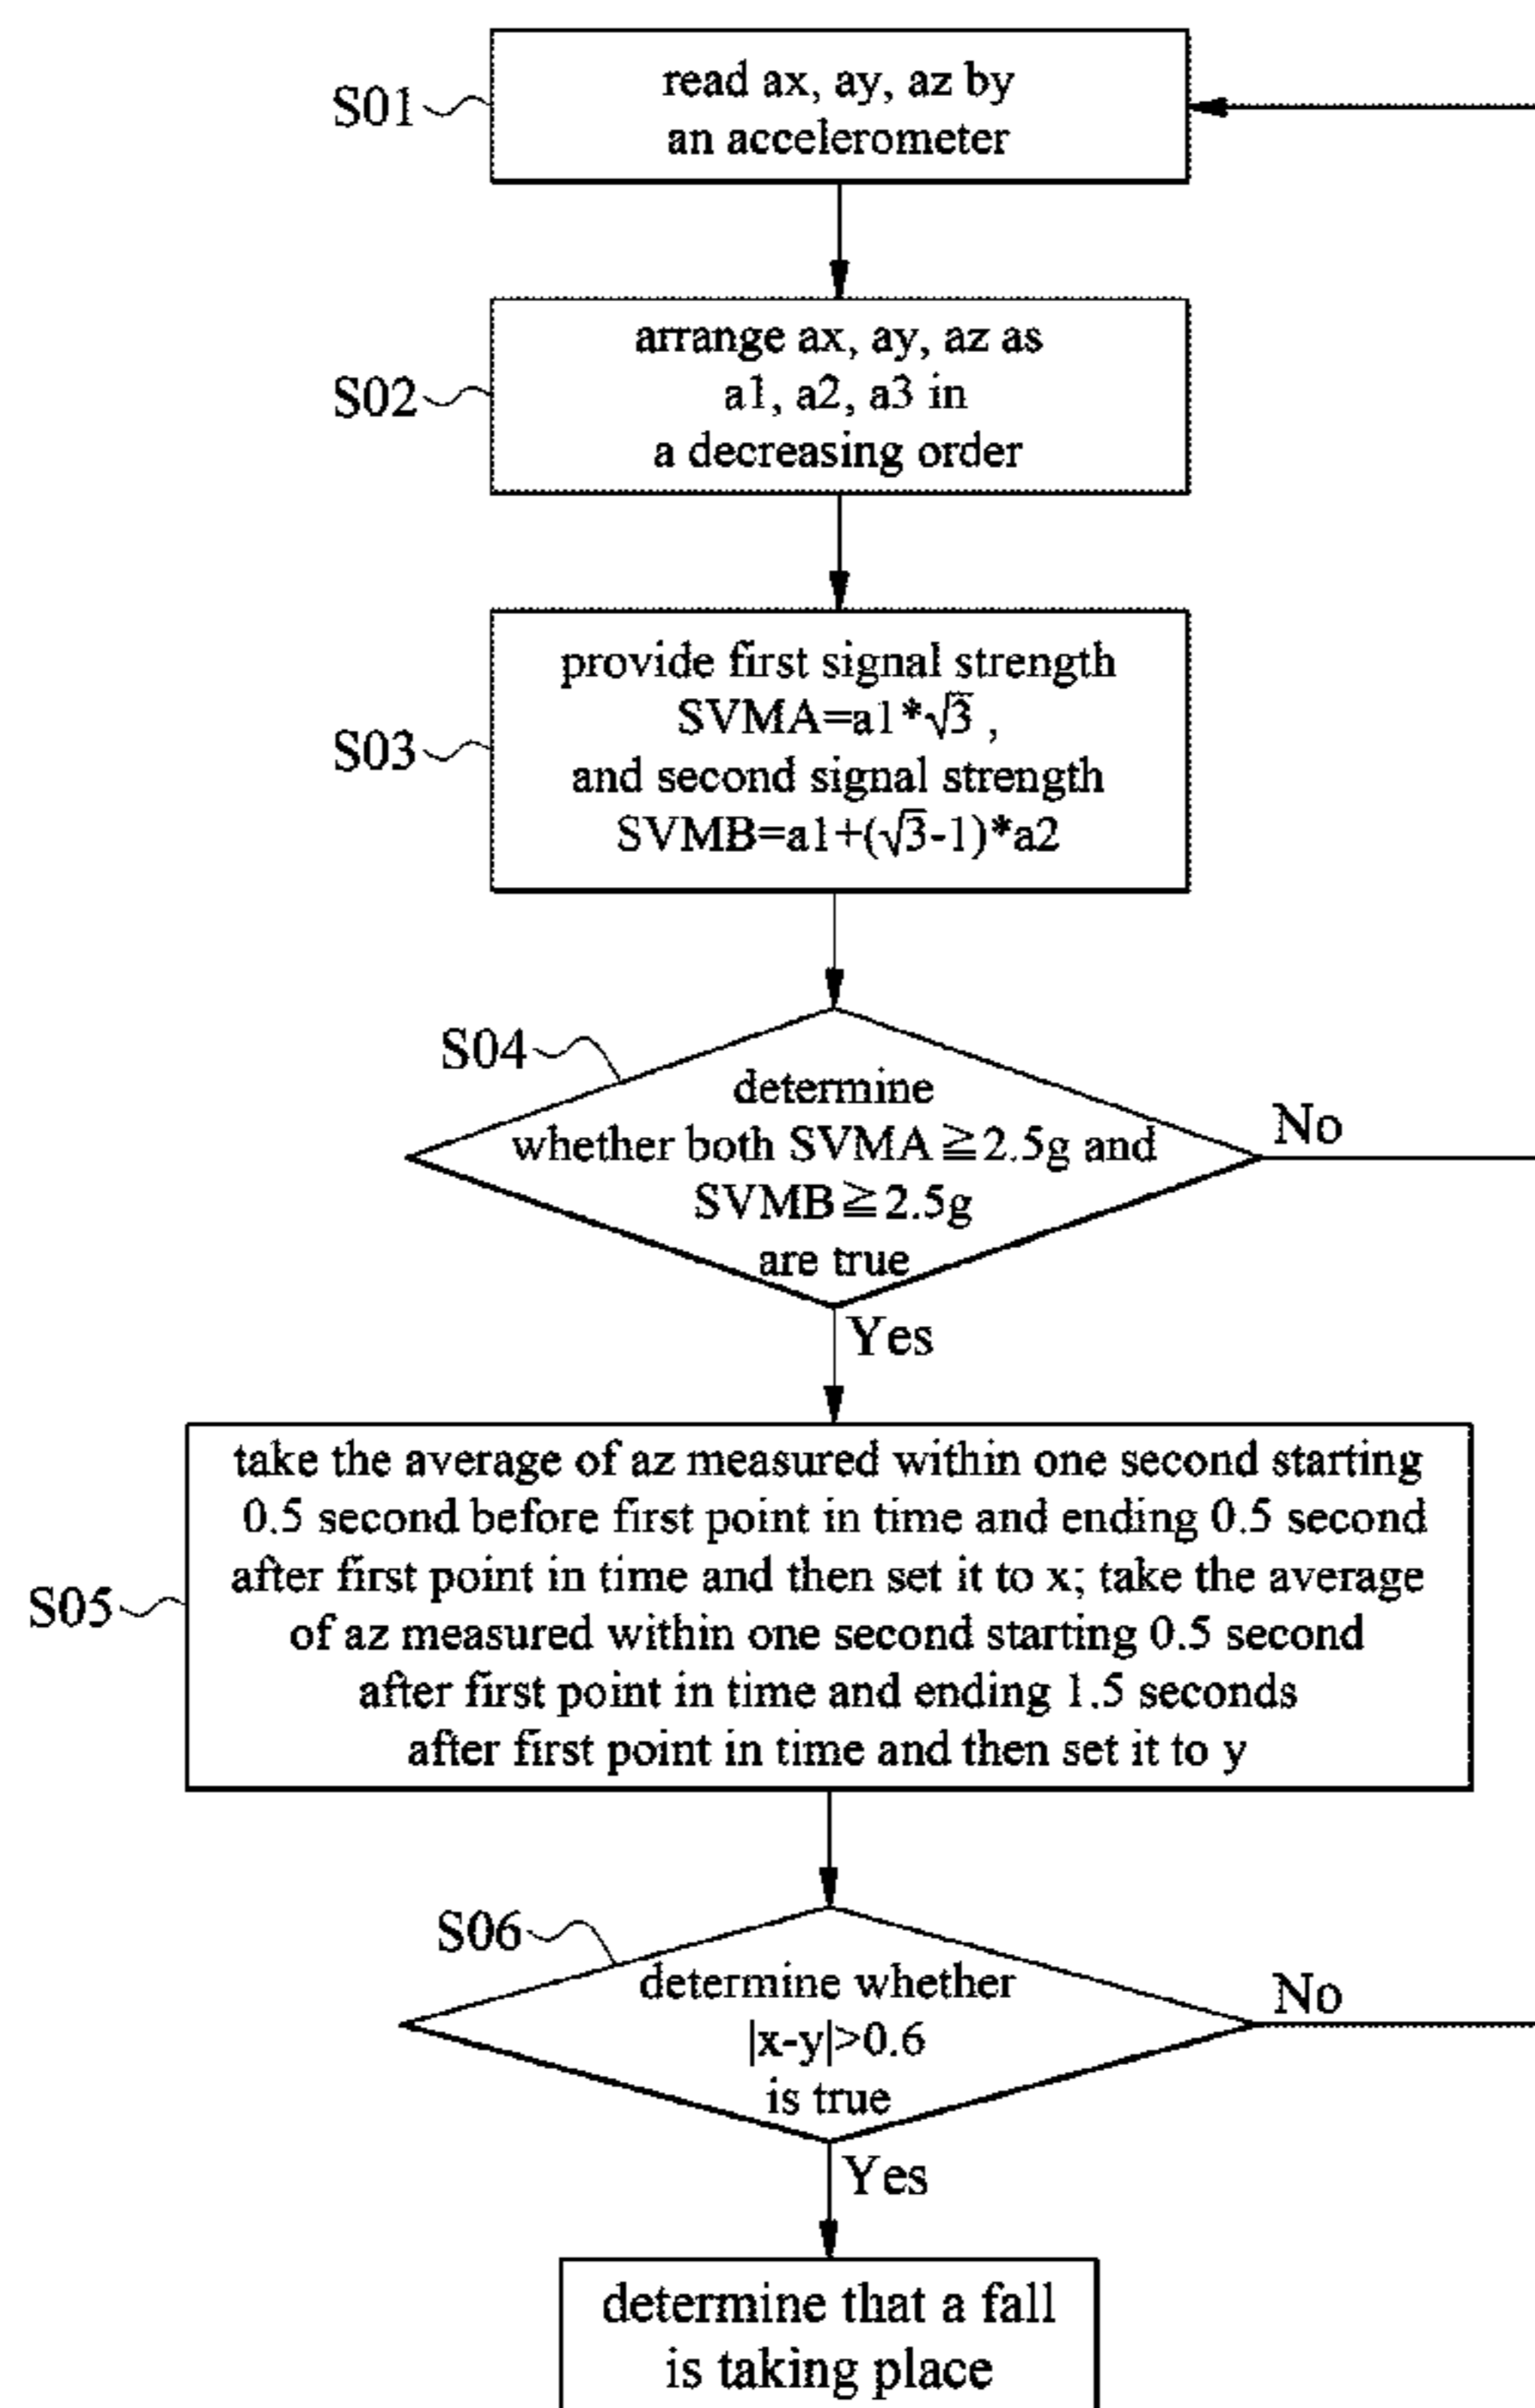 S01
read ax, ay, az by
an accelerometer
S02
arrange ax, ay, az as
a1, a2, a3 in
a decreasing order
S03
provide first signal strength
SVMA=a1*√3 ,
and second signal strength
SVMB=a1+(√3-1)*a2
S04
determine
whether both SVMA≧2.5g and
SVMB≧2.5g
are true
No
Yes
S05
take the average of az measured within one second starting
0.5 second before first point in time and ending 0.5 second
after first point in time and then set it to x; take the average
of az measured within one second starting 0.5 second
after first point in time and ending 1.5 seconds
after first point in time and then set it to y
S06
determine whether
|x-y|>0.6
is true
No
Yes
determine that a fall
is taking place